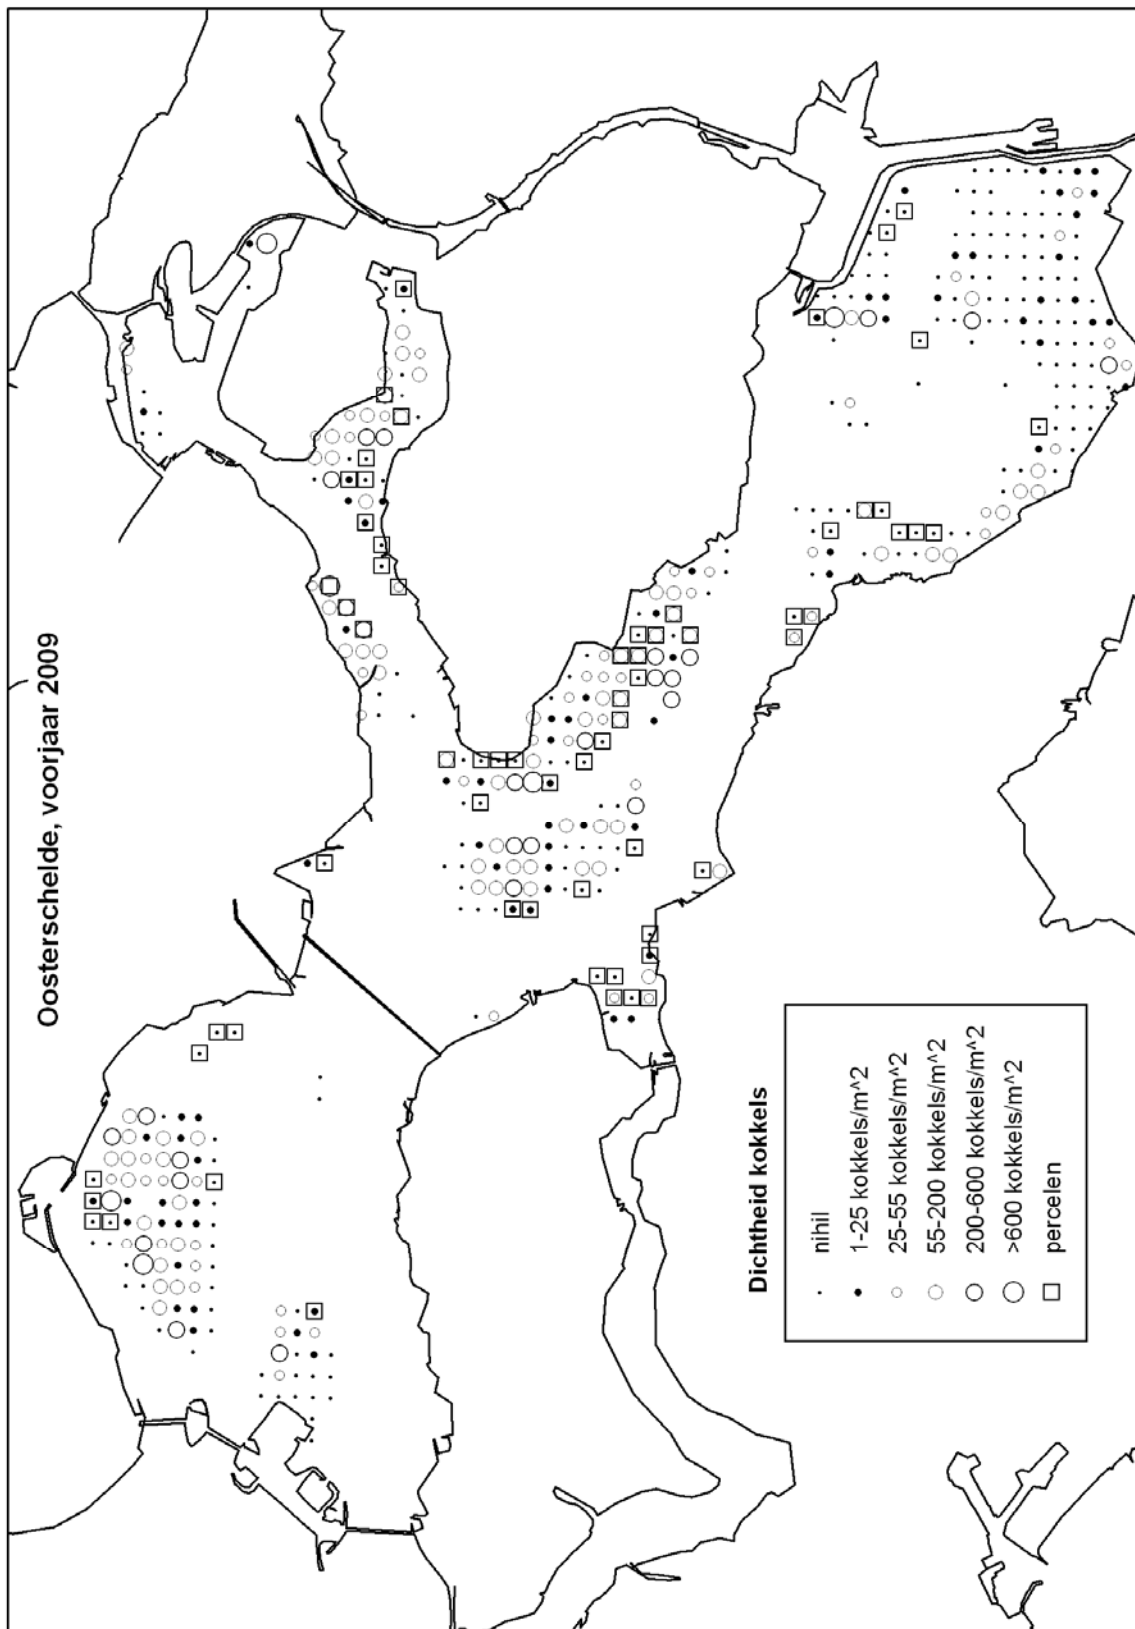 Oosterschelde, voorjaar 2009
Dichtheid kokkels
nihil
1-25 kokkels/m^2
25-55 kokkels/m^2
55-200 kokkels/m^2
200-600 kokkels/m^2
>600 kokkels/m^2
percelen